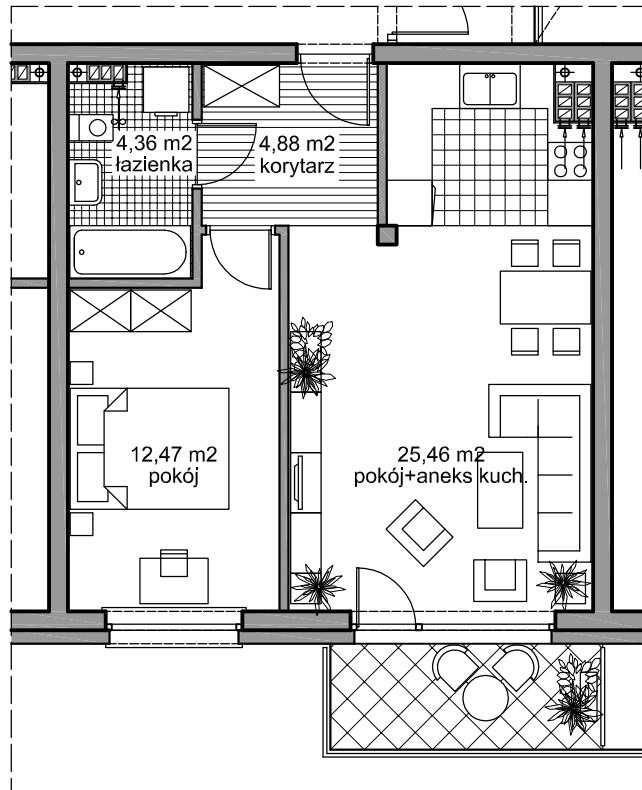 4,36 m2
łazienka
4,88 m2
korytarz
12,47 m2
pokój
25,46 m2
pokój+aneks kuch.